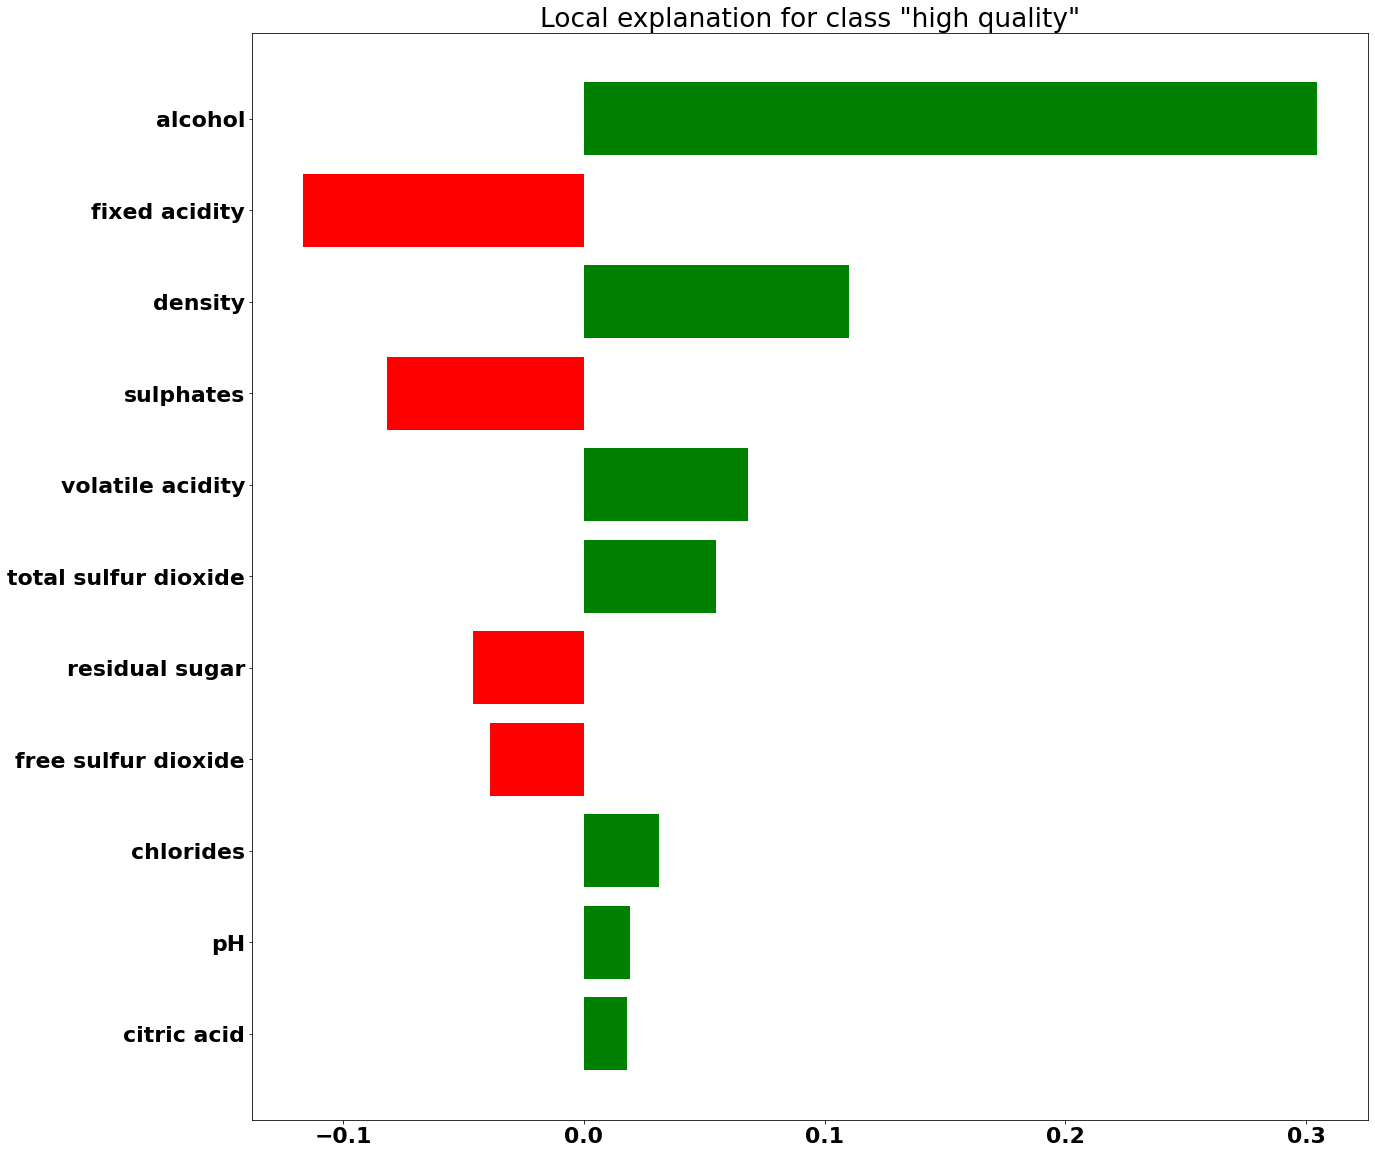 Local explanation for class "high quality"
alcohol
fixed acidity
density
sulphates
volatile acidity
total sulfur dioxide
residual sugar
free sulfur dioxide
chlorides
pH
citric acid
−0.1 0.0 0.1 0.2 0.3